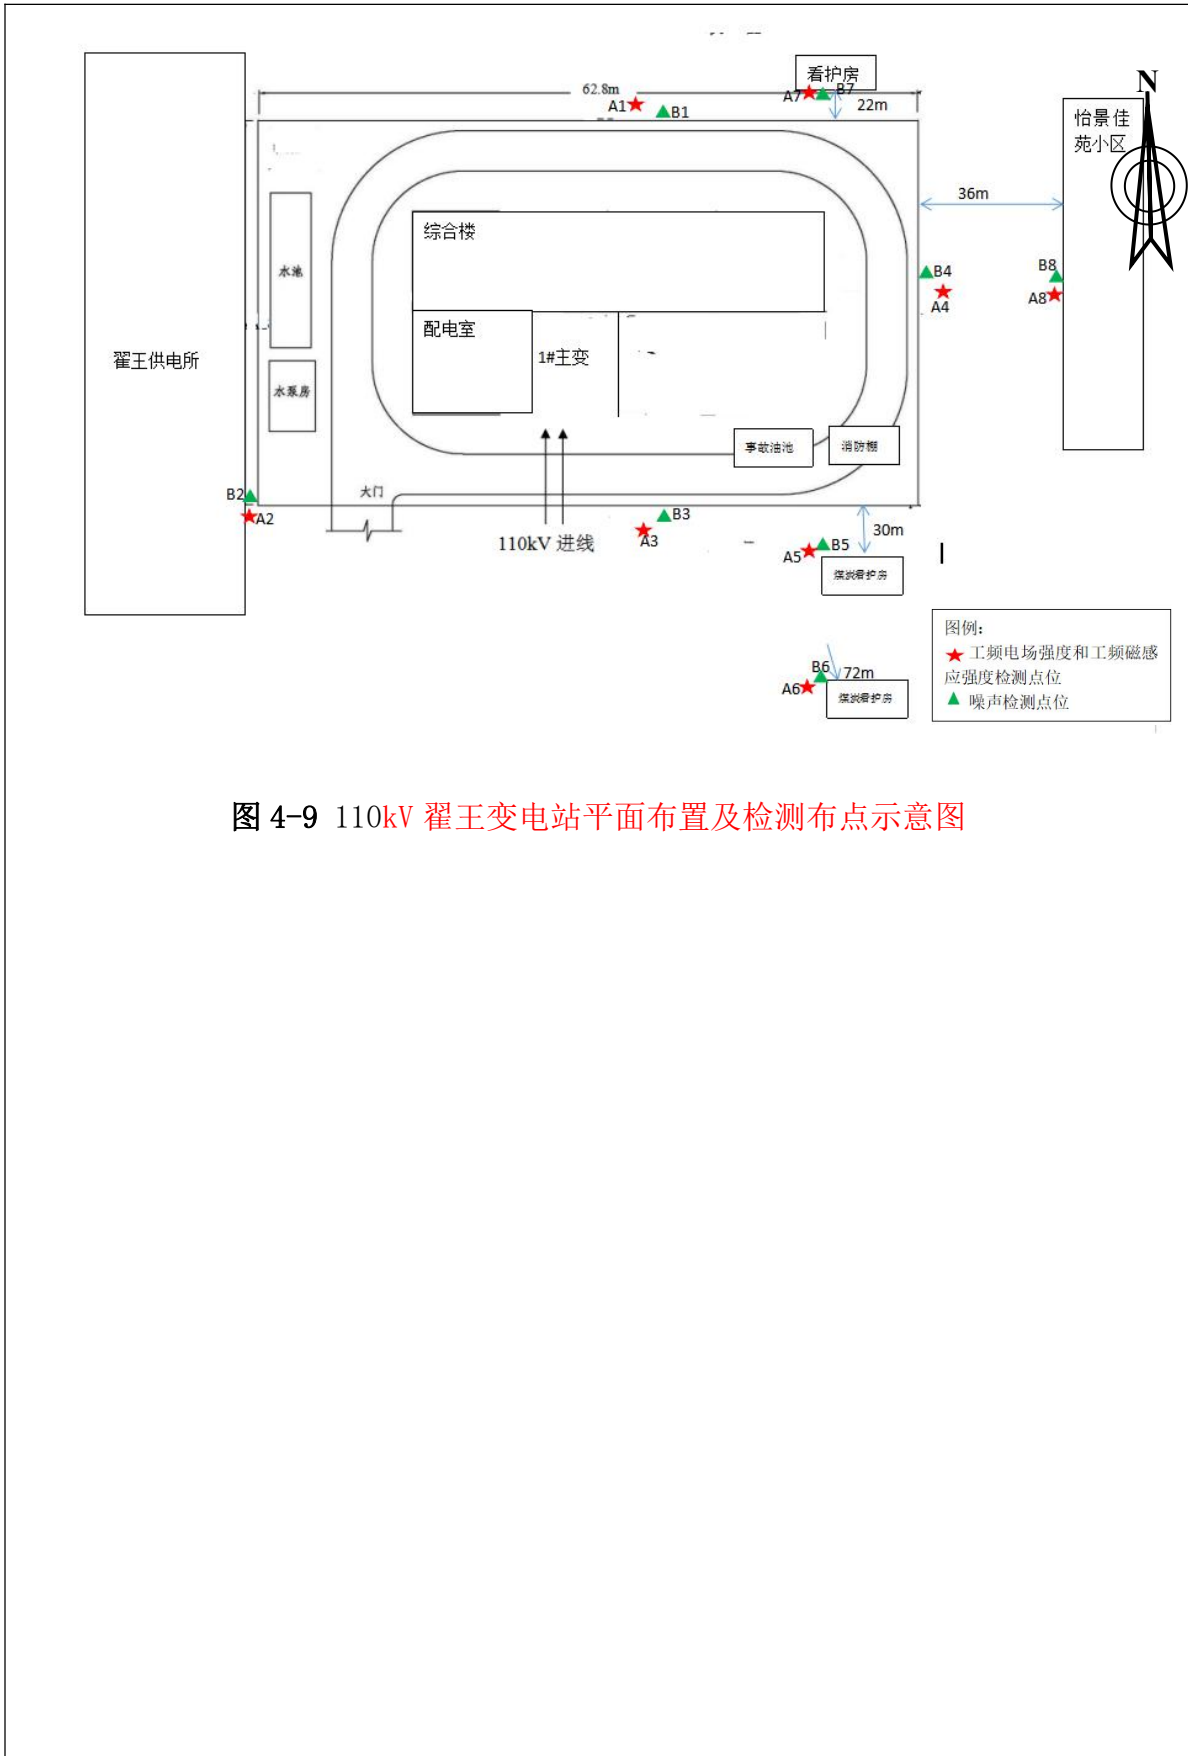 看护房
62.8m
A7
B7
A1
B1
22m
N
怡景佳
苑小区
36m
综合楼
水池
B4
A4
B8
A8
配电室
1#主变
翟王供电所
水泵房
事故油池
消防棚
大门
B2
A2
B3
A3
30m
110kV 进线
A5
B5
煤炭看护房
图例：
工频电场强度和工频磁感
应强度检测点位
噪声检测点位
B6
72m
A6
煤炭看护房
图 4-9 110kV 翟王变电站平面布置及检测布点示意图